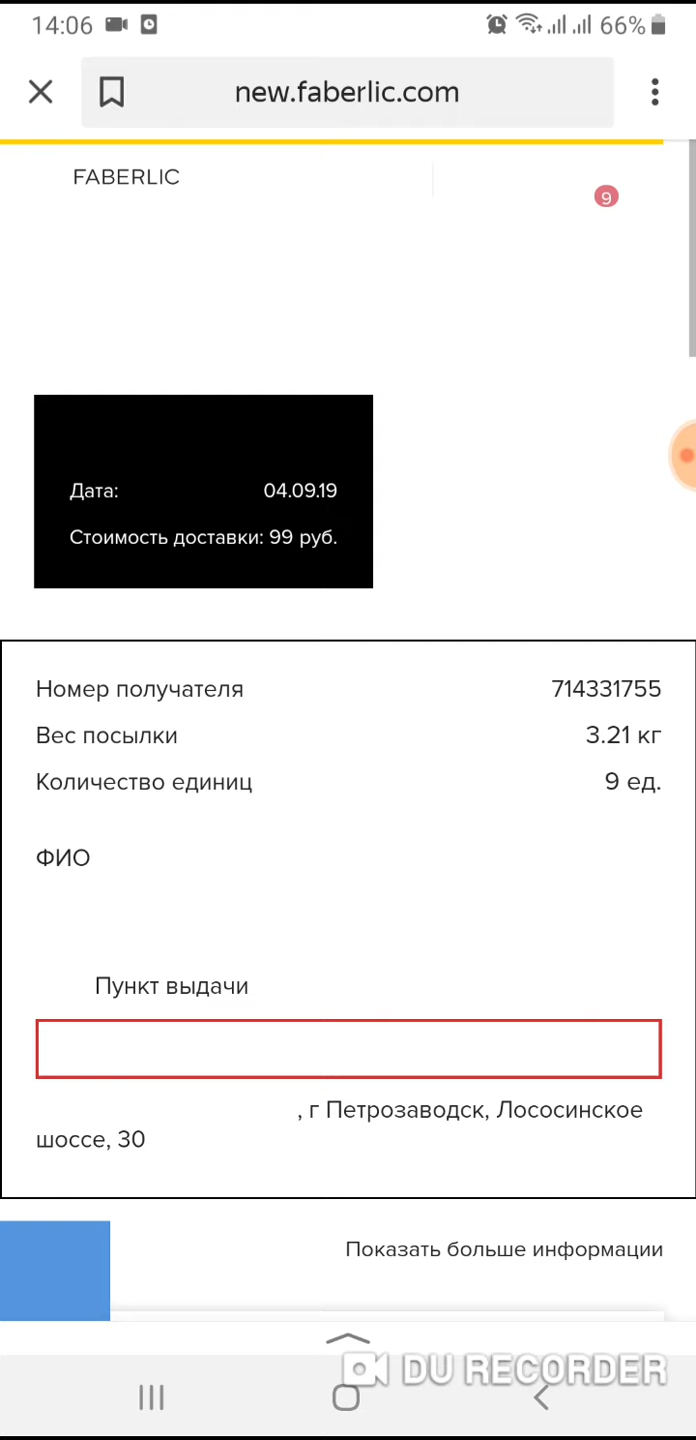 14:06 66%
new.faberlic.com
FABERLIC
9
Дата: 04.09.19
Стоимость доставки: 99 руб.
Номер получателя 714331755
Вес посылки 3.21 кг
Количество единиц 9 ед.
ФИО
Пункт выдачи
, г Петрозаводск, Лососинское
шоссе, 30
Показать больше информации
DU RECORDER